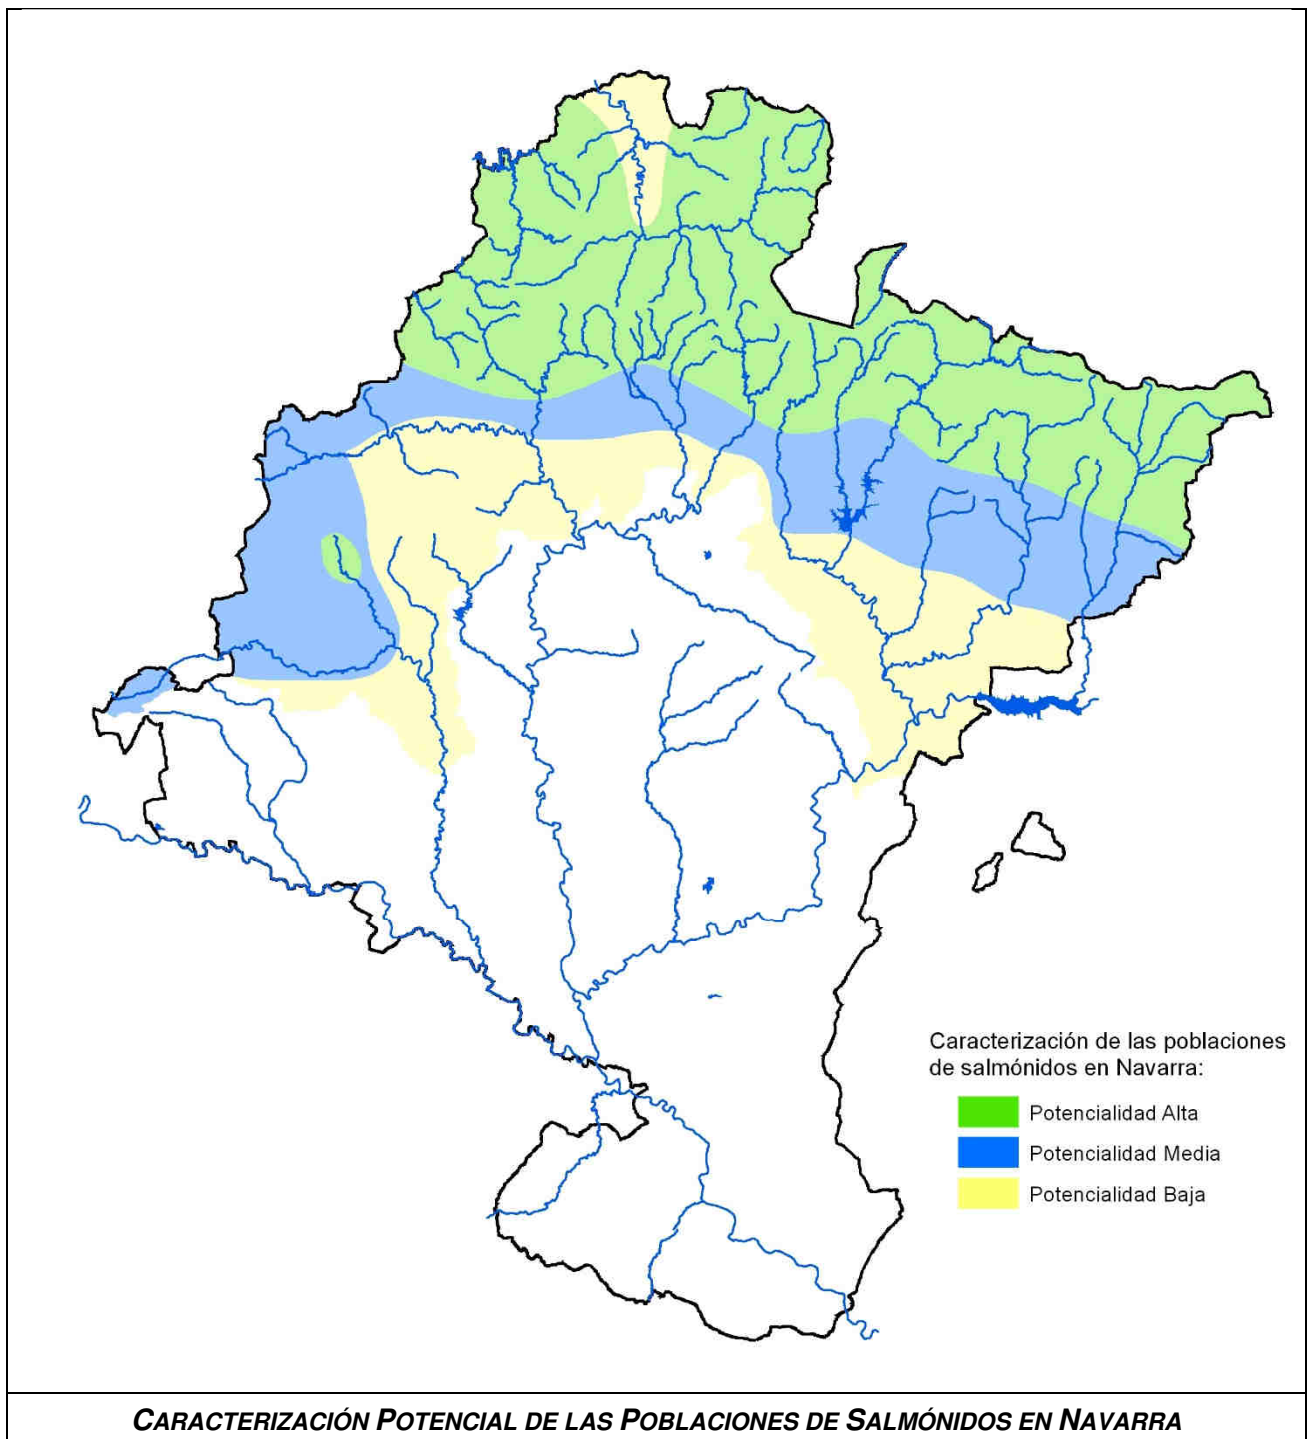 Caracterización de las poblaciones
de salmónidos en Navarra:
Potencialidad Alta
Potencialidad Media
Potencialidad Baja
CARACTERIZACIÓN POTENCIAL DE LAS POBLACIONES DE SALMÓNIDOS EN NAVARRA